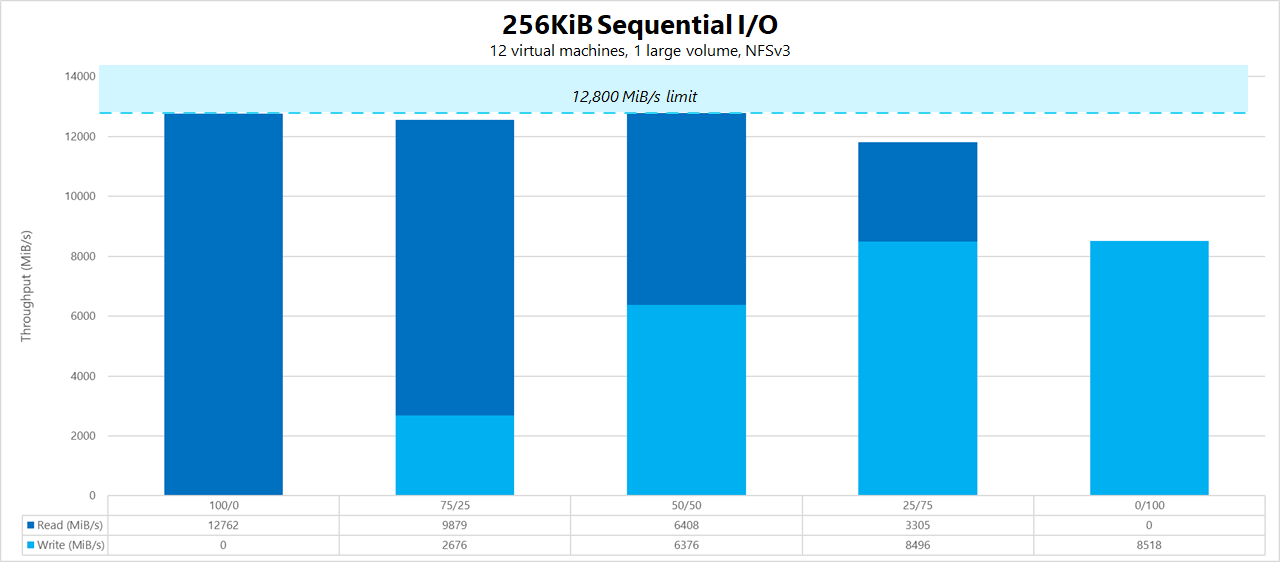 256KiB Sequential I/O
12 virtual machines, 1 large volume, NFSv3
12,800 MiB/s limit
Throughput (MiB/s)
14000
12000
10000
8000
6000
4000
2000
0
100/0 75/25 50/50 25/75 0/100
Read (MiB/s) 12762 9879 6408 3305 0
Write (MiB/s) 0 2676 6376 8496 8518